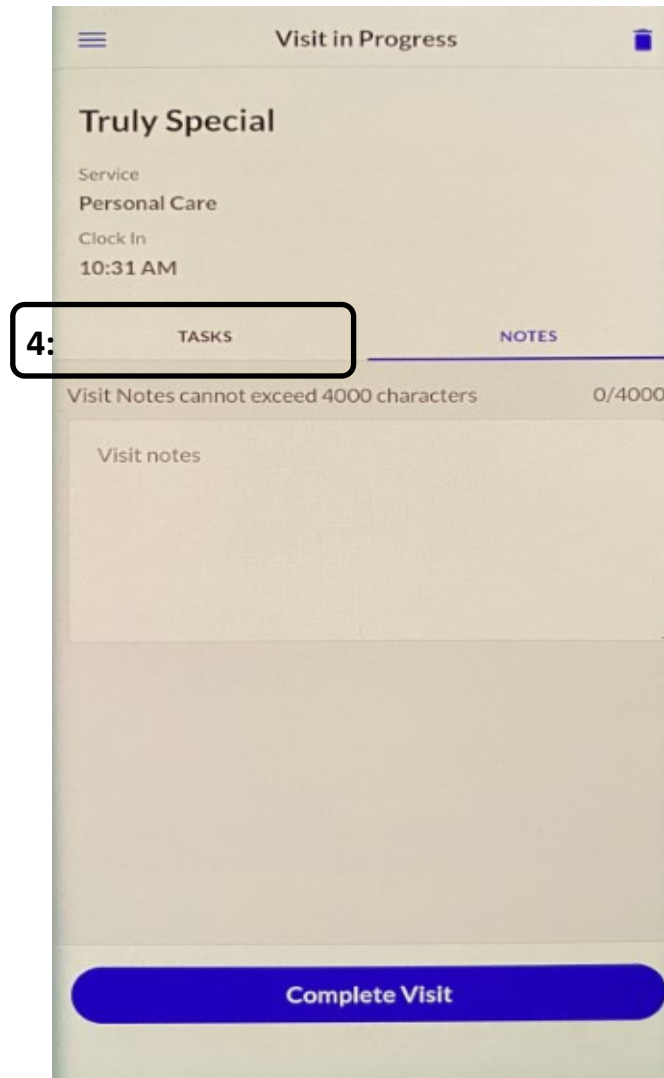 Visit in Progress
Truly Special
Service
Personal Care
Clock In
10:31 AM
4: TASKS NOTES
Visit Notes cannot exceed 4000 characters 0/4000
Visit notes
Complete Visit